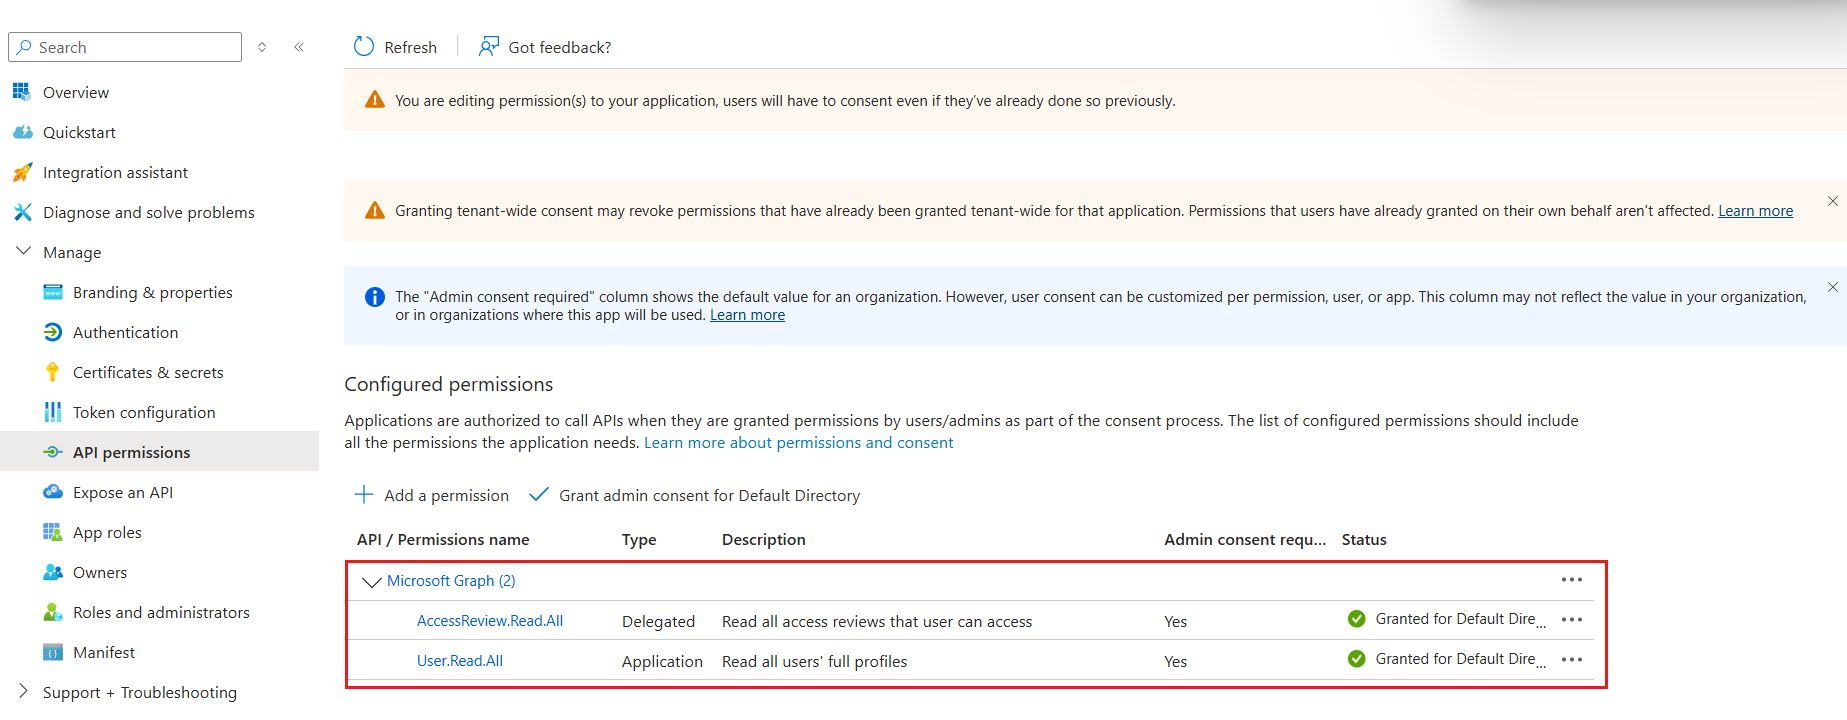 Search
Refresh
Got feedback?
Overview
Quickstart
Integration assistant
Diagnose and solve problems
Manage
Branding & properties
Authentication
Certificates & secrets
Token configuration
API permissions
Expose an API
App roles
Owners
Roles and administrators
Manifest
Support + Troubleshooting
You are editing permission(s) to your application, users will have to consent even if they've already done so previously.
Granting tenant-wide consent may revoke permissions that have already been granted tenant-wide for that application. Permissions that users have already granted on their own behalf aren't affected. Learn more
The "Admin consent required" column shows the default value for an organization. However, user consent can be customized per permission, user, or app. This column may not reflect the value in your organization,
or in organizations where this app will be used. Learn more
Configured permissions
Applications are authorized to call APIs when they are granted permissions by users/admins as part of the consent process. The list of configured permissions should include
all the permissions the application needs. Learn more about permissions and consent
Add a permission Grant admin consent for Default Directory
API / Permissions name Type Description Admin consent requ... Status
Microsoft Graph (2)
AccessReview.Read.All Delegated Read all access reviews that user can access Yes Granted for Default Dire...
User.Read.All Application Read all users' full profiles Yes Granted for Default Dire...